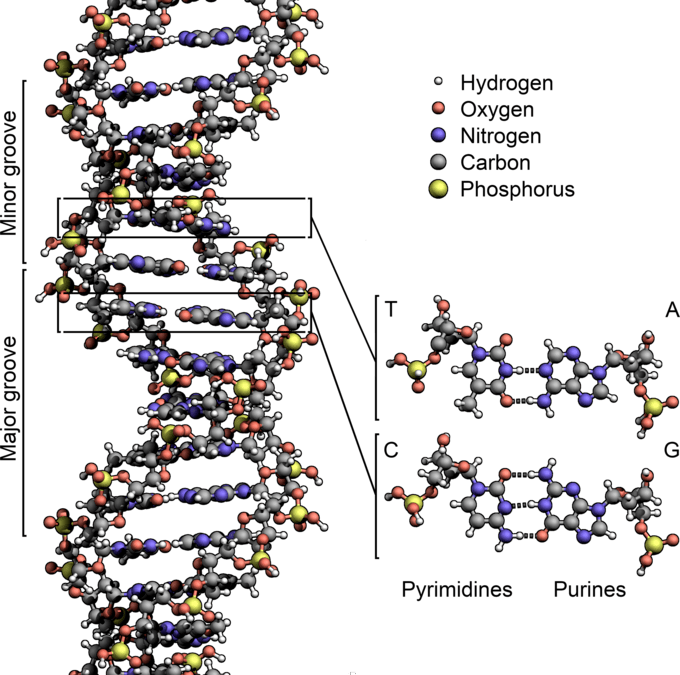 Hydrogen
Oxygen
Nitrogen
Carbon
Phosphorus
Minor groove
Major groove
T
A
C
G
Pyrimidines
Purines